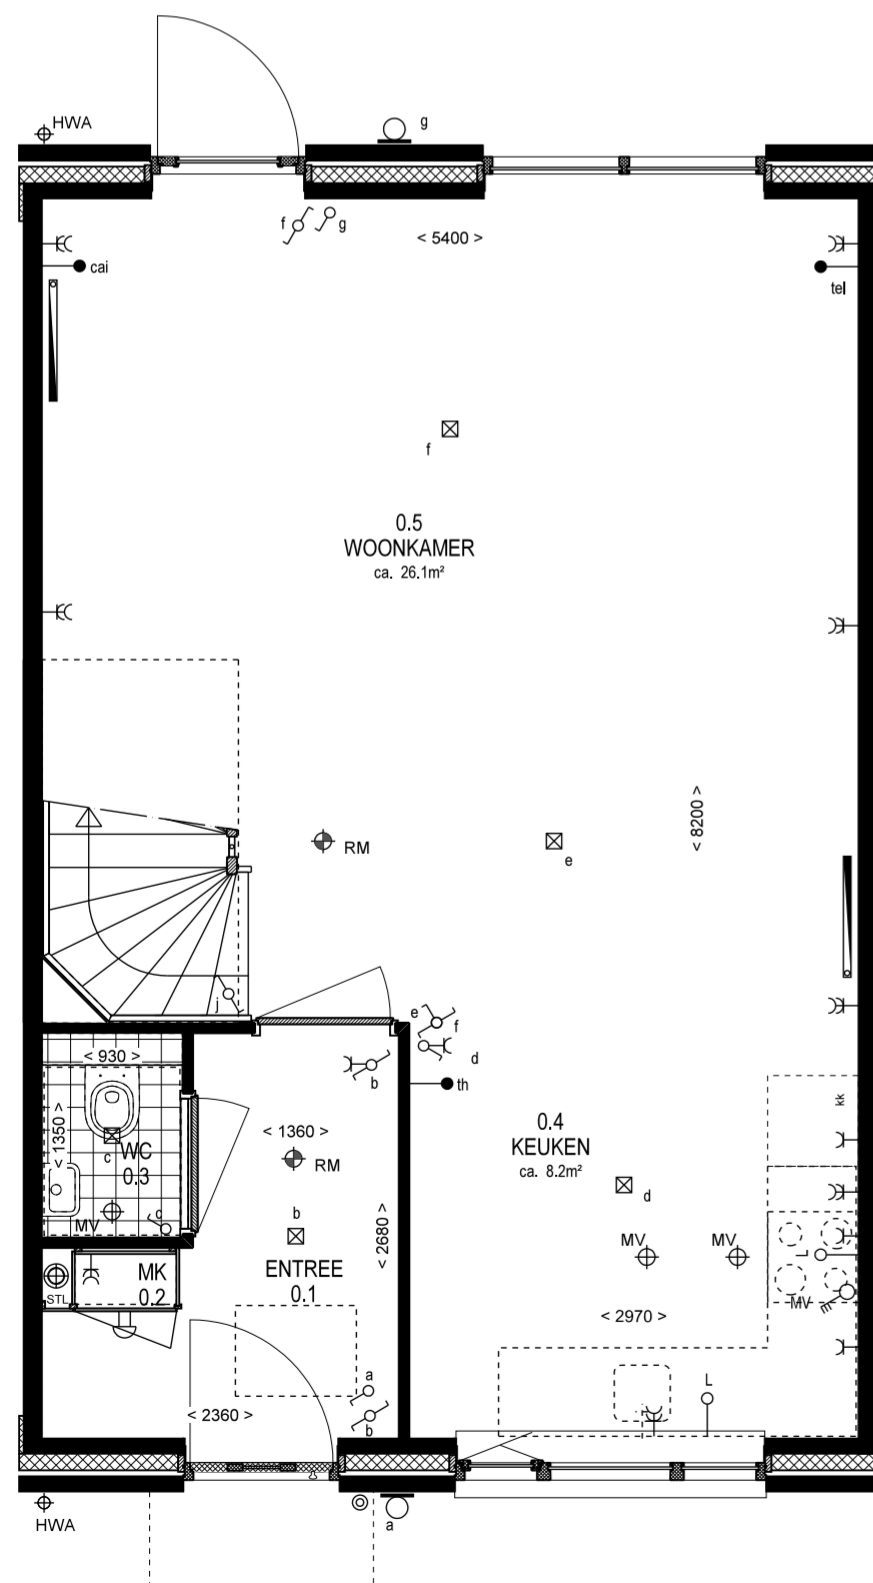 HWA
g
f
g
< 5400 >
cai
tel
f
0.5
WOONKAMER
ca. 26.1m²
< 8200 >
RM
e
j
e
f
d
< 930 >
b
th
kk
< 1350 >
c
WC
0.3
< 1360 >
RM
0.4
KEUKEN
ca. 8.2m²
d
MV
c
b
< 2680 >
MV
MV
L
MK
0.2
STL
ENTREE
0.1
MV
E
< 2970 >
a
L
< 2360 >
b
HWA
a